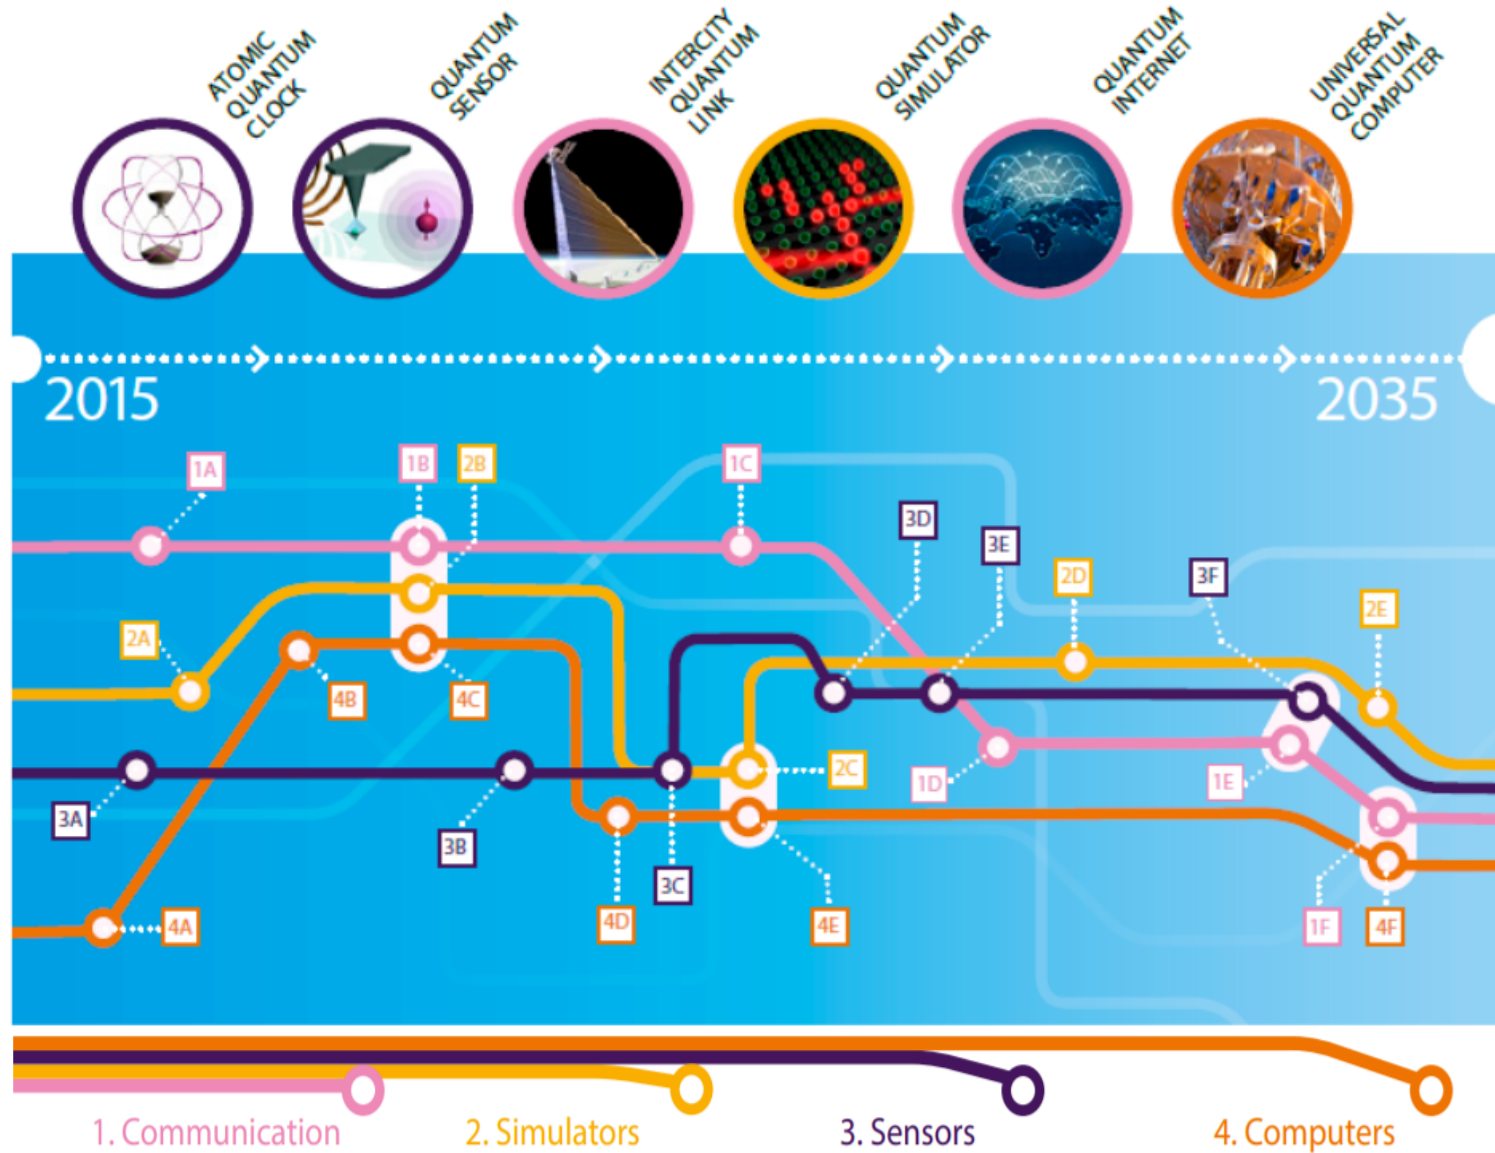 ATOMIC
QUANTUM
CLOCK
QUANTUM
SENSOR
INTERCITY
QUANTUM
LINK
QUANTUM
SIMULATOR
QUANTUM
INTERNET
UNIVERSAL
QUANTUM
COMPUTER
2015
2035
1A
1B
2B
1C
3D
3E
2D
3F
2E
2A
4B
4C
3A
3B
3C
2C
1D
1E
4A
4D
4E
1F
4F
1. Communication
2. Simulators
3. Sensors
4. Computers